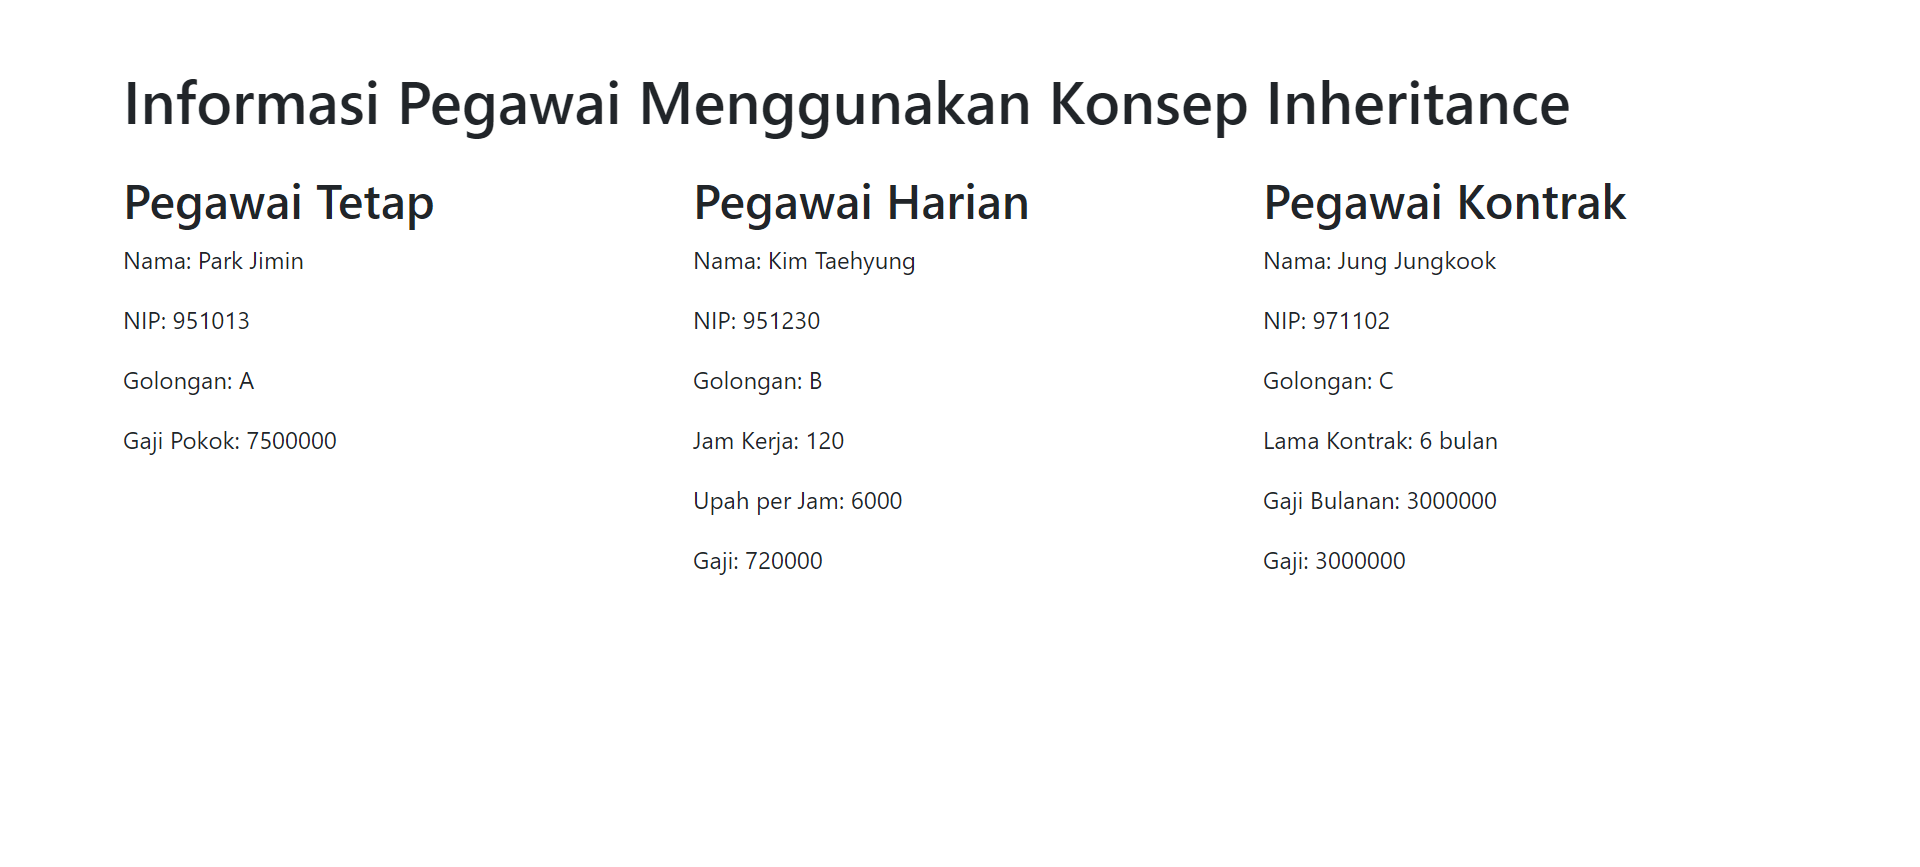 Informasi Pegawai Menggunakan Konsep Inheritance
Pegawai Tetap
Nama: Park Jimin
NIP: 951013
Golongan: A
Gaji Pokok: 7500000
Pegawai Harian
Nama: Kim Taehyung
NIP: 951230
Golongan: B
Jam Kerja: 120
Upah per Jam: 6000
Gaji: 720000
Pegawai Kontrak
Nama: Jung Jungkook
NIP: 971102
Golongan: C
Lama Kontrak: 6 bulan
Gaji Bulanan: 3000000
Gaji: 3000000